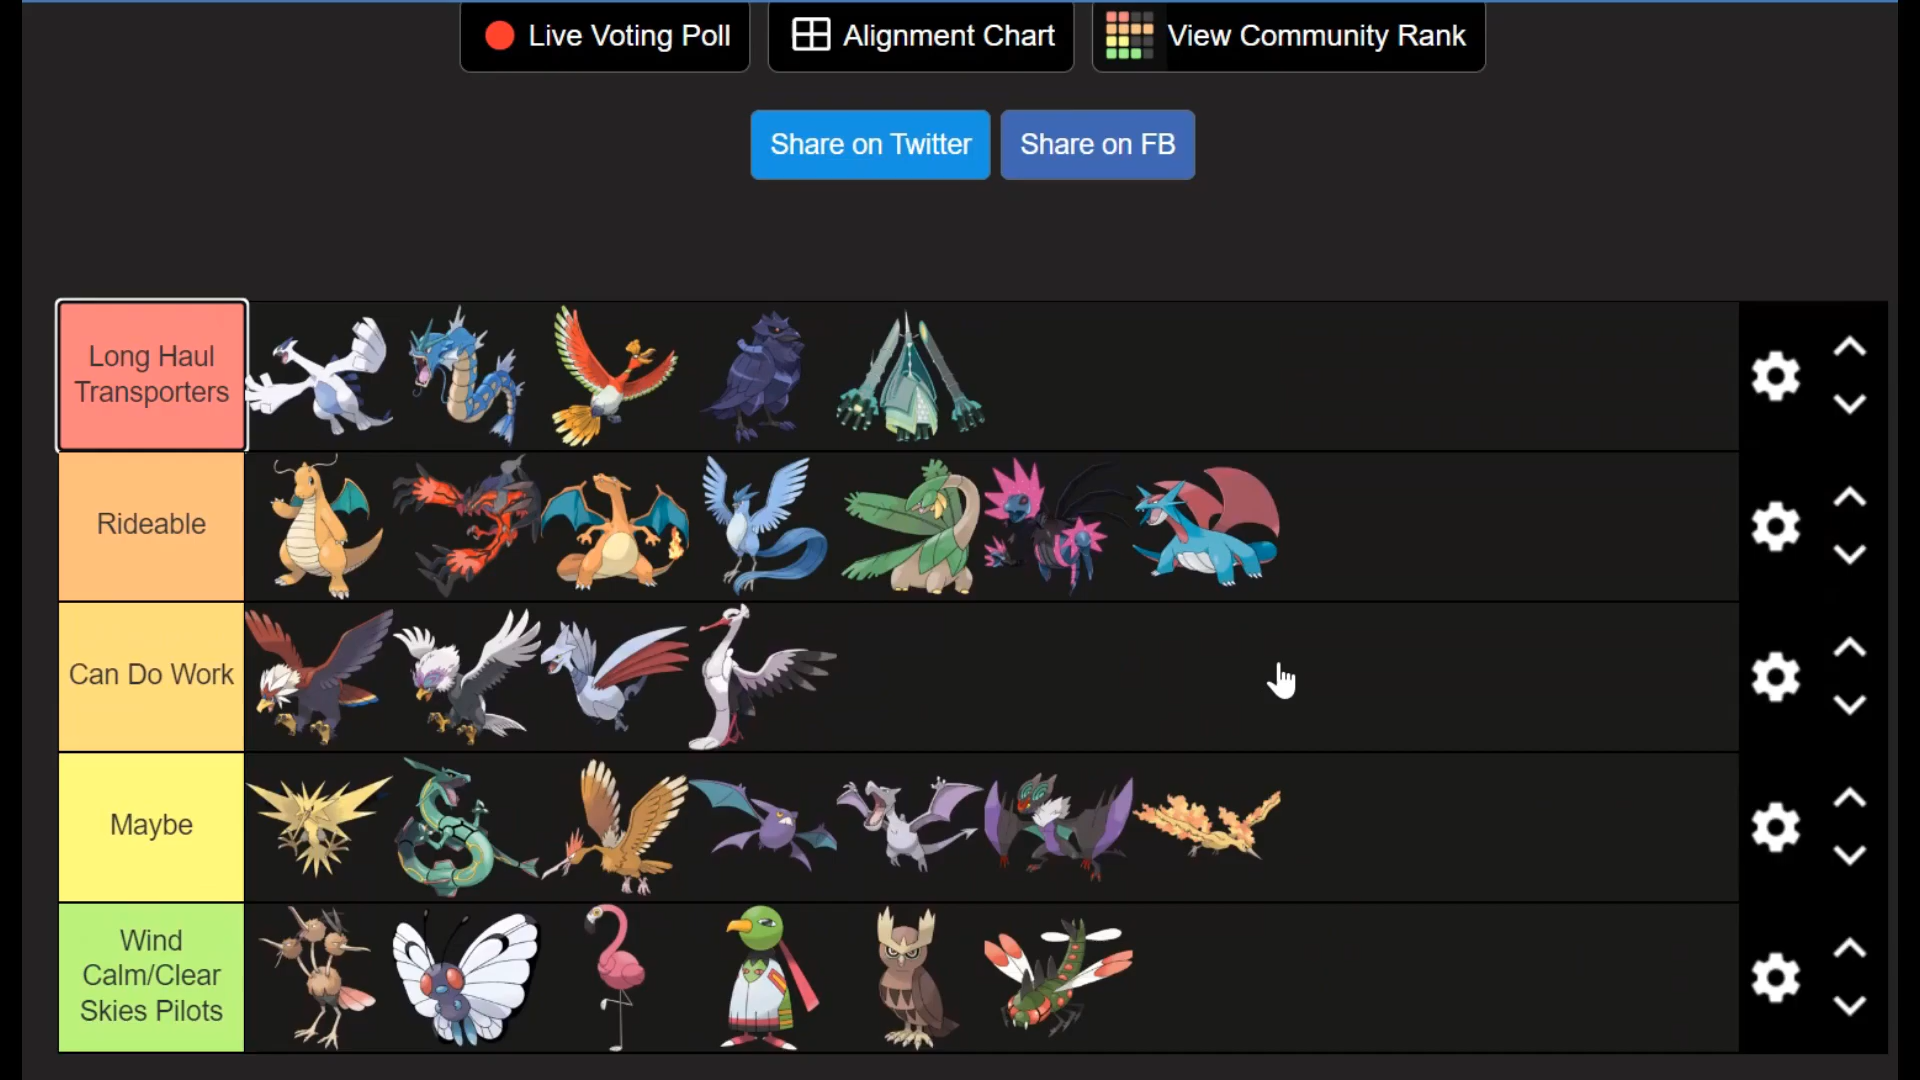 Live Voting Poll
Alignment Chart
View Community Rank
Share on Twitter
Share on FB
Long Haul
Transporters
Rideable
Can Do Work
Maybe
Wind
Calm/Clear
Skies Pilots